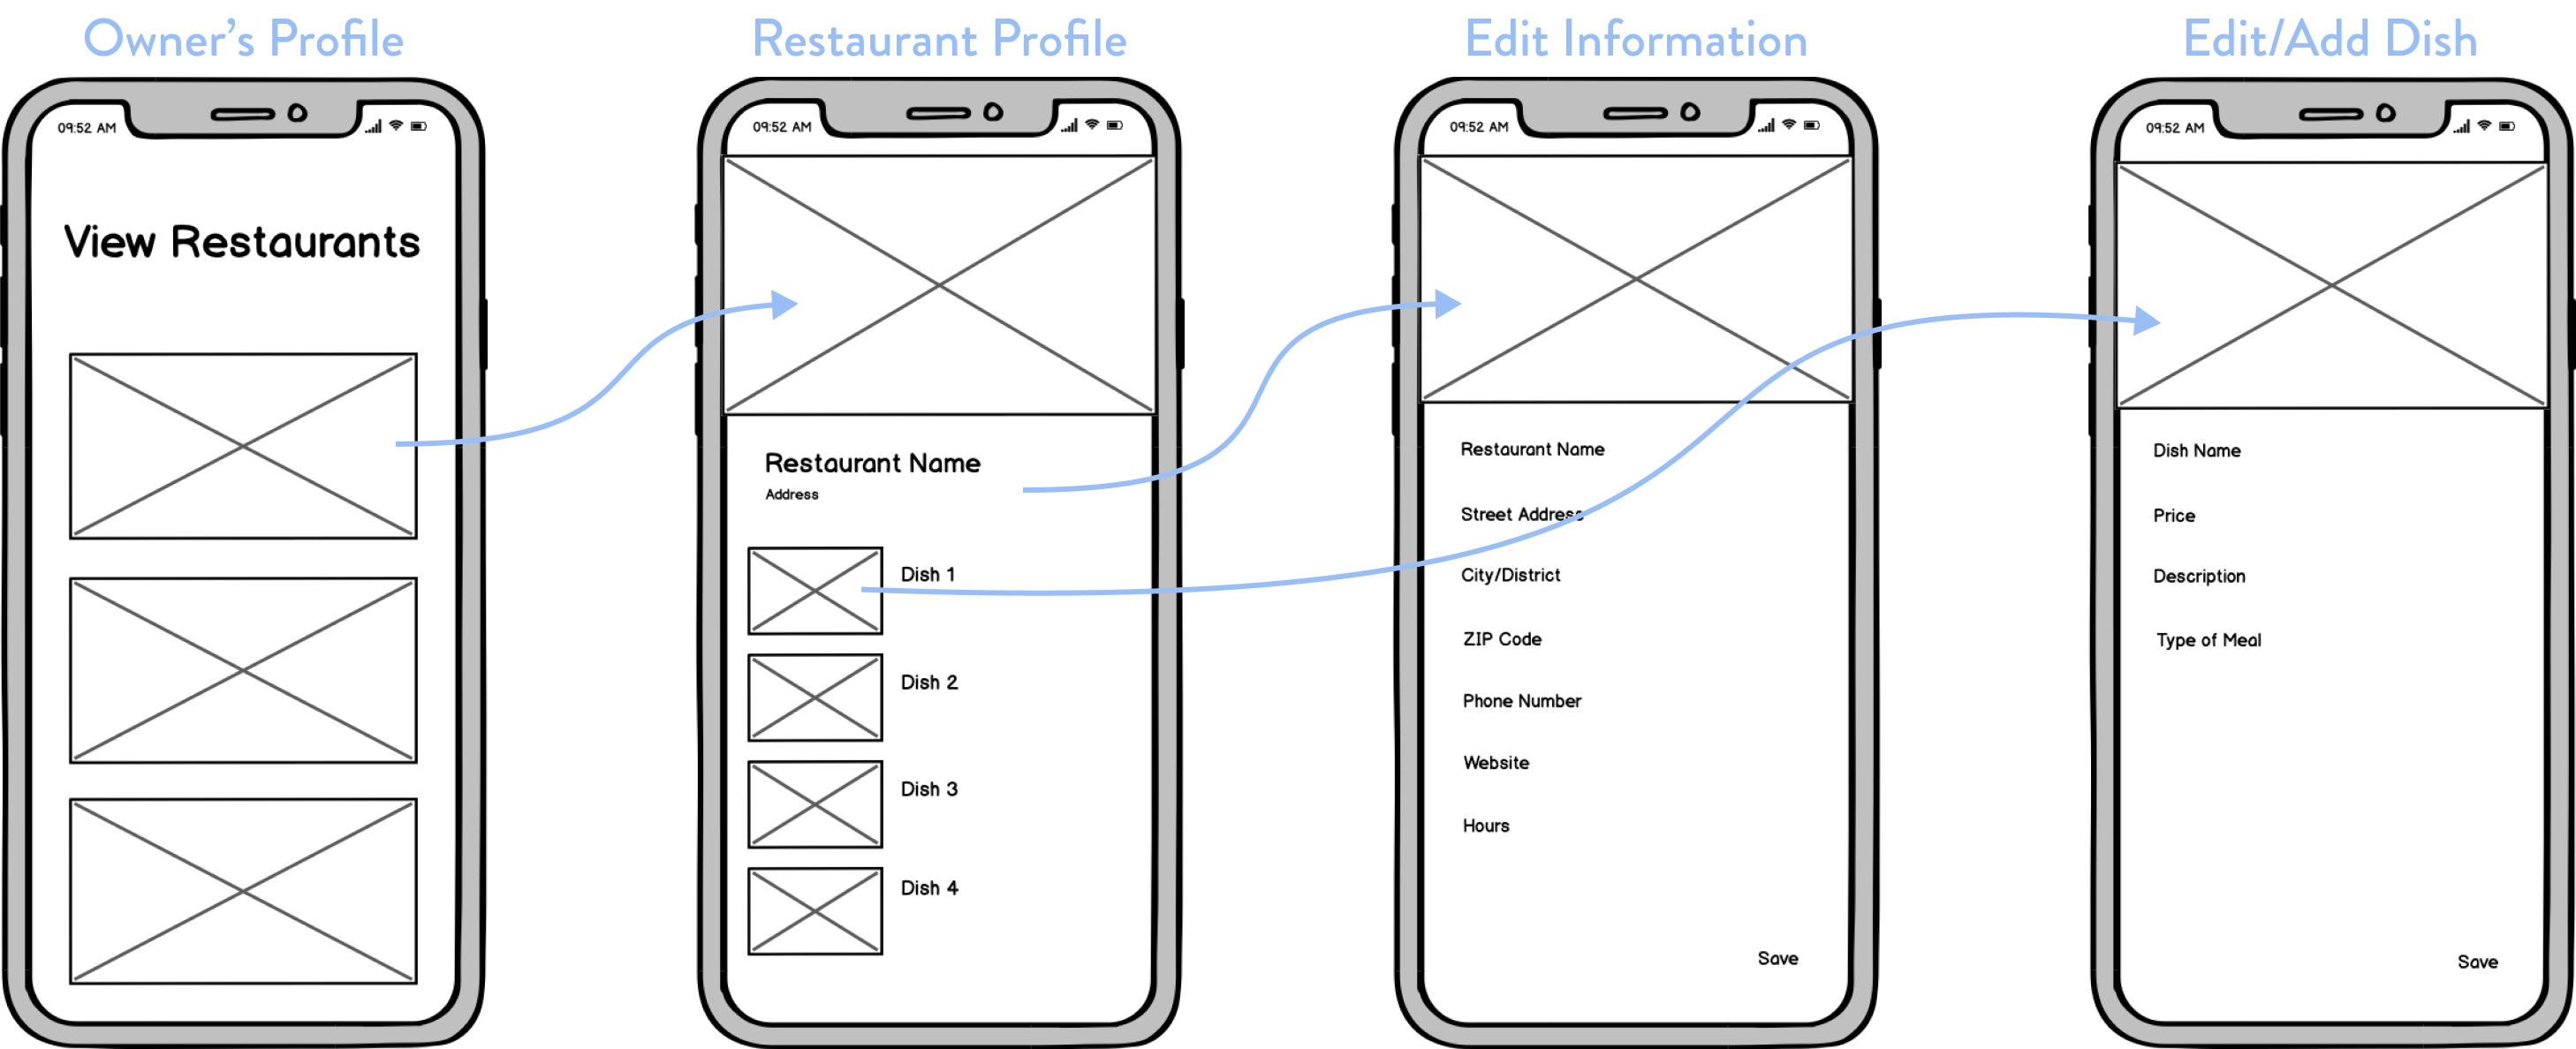 Owner's Profile
09:52 AM
View Restaurants
Restaurant Profile
09:52 AM
Restaurant Name
Address
Dish 1
Dish 2
Dish 3
Dish 4
Edit Information
09:52 AM
Restaurant Name
Street Address
City/District
ZIP Code
Phone Number
Website
Hours
Save
Edit/Add Dish
09:52 AM
Dish Name
Price
Description
Type of Meal
Save